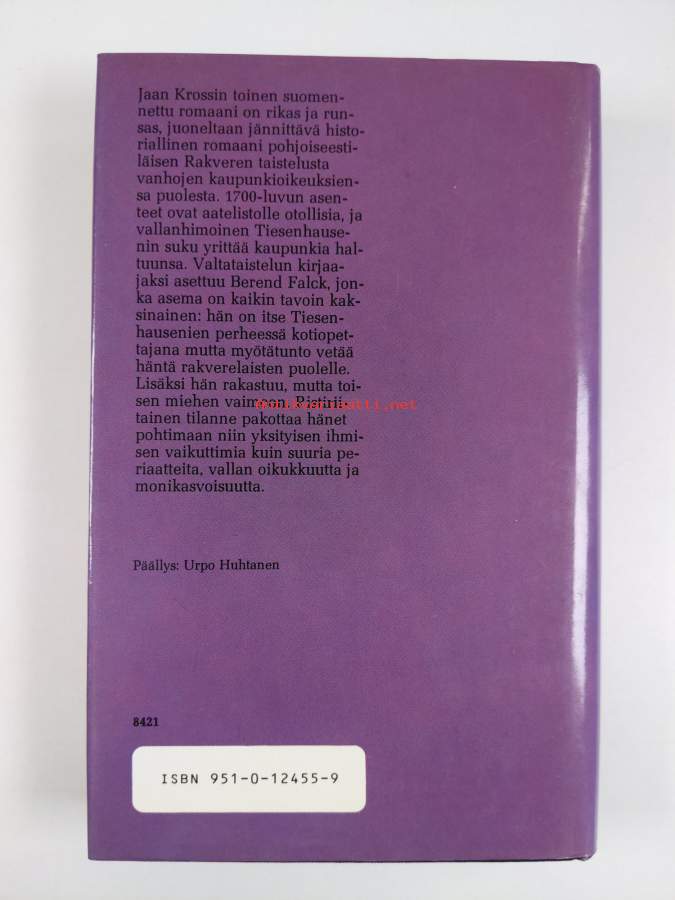 Jaan Krossin toinen suomen-
nettu romaani on rikas ja run-
sas, juoneltaan jännittävä histo-
riallinen romaani pohjoiseesti-
läisen Rakveren taistelusta
vanhojen kaupunkioikeuksien-
sa puolesta. 1700-luvun asen-
teet ovat aatelistolle otollisia, ja
vallanhimoinen Tiesenhause-
nin suku yrittää kaupunkia hal-
tuunsa. Valtataistelun kirjaa-
jaksi asettuu Berend Falck, jon-
ka asema on kaikin tavoin kak-
sinainen: hän on itse Tiesen-
hausenien perheessä kotiopet-
tajana mutta myötätunto vetää
häntä rakverelaisten puolelle.
Lisäksi hän rakastuu, mutta toi-
sen miehen vaimoon. Ristirii-
antikvariaatti.net
tainen tilanne pakottaa hänet
pohtimaan niin yksityisen ihmi-
sen vaikuttimia kuin suuria pe-
riaatteita, vallan oikukkuutta ja
monikasvoisuutta.
Päällys: Urpo Huhtanen
8421
ISBN 951-0-12455-9